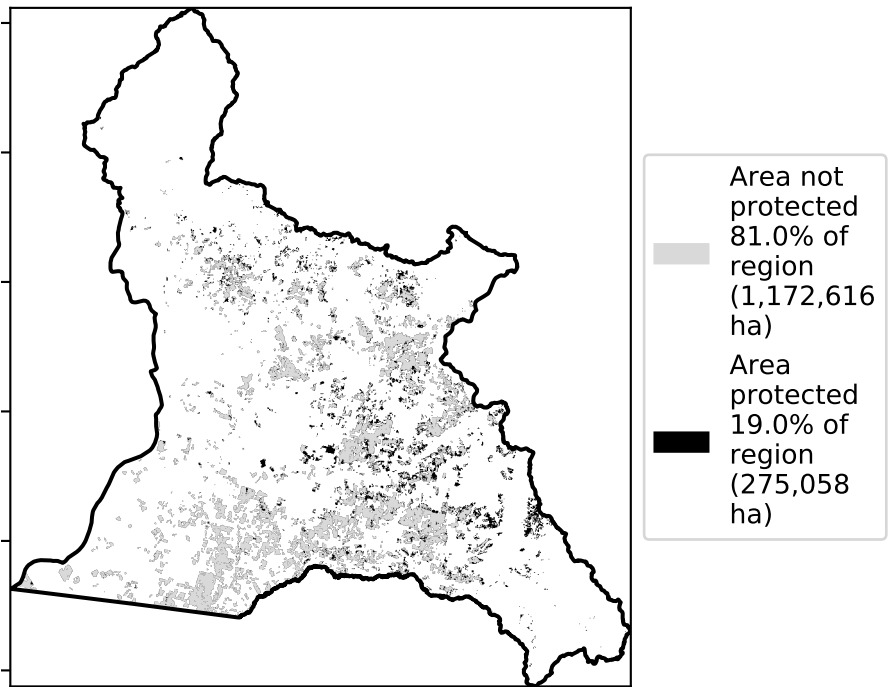 Area not
protected
81.0% of
region
(1,172,616
ha)
Area
protected
19.0% of
region
(275,058
ha)